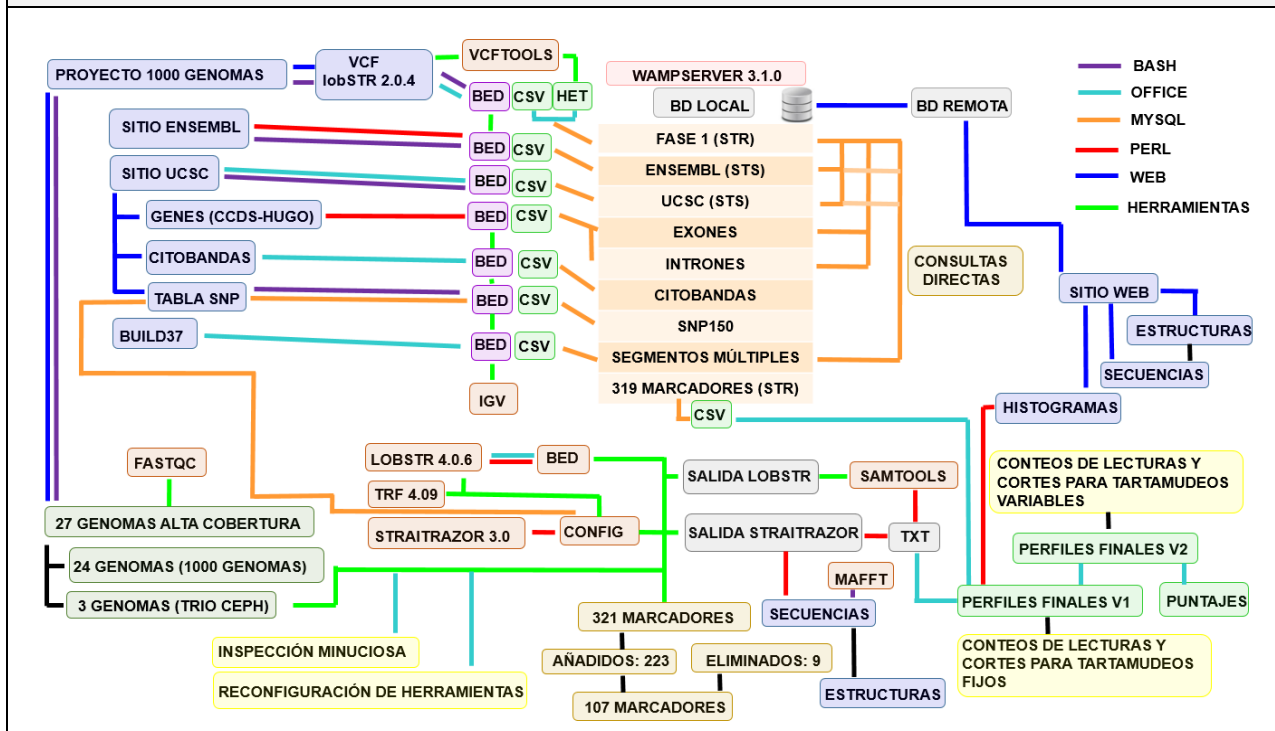 VCFTOOLS
VCF
lobSTR 2.0.4
PROYECTO 1000 GENOMAS
WAMPSERVER 3.1.0
BD LOCAL
BD REMOTA
BASH
OFFICE
MYSQL
PERL
WEB
HERRAMIENTAS
BED
CSV
HET
SITIO ENSEMBL
BED
CSV
FASE 1 (STR)
ENSEMBL (STS)
SITIO UCSC
BED
CSV
UCSC (STS)
GENES (CCDS-HUGO)
BED
CSV
EXONES
CITOBANDAS
BED
CSV
INTRONES
CONSULTAS
DIRECTAS
TABLA SNP
BED
CSV
CITOBANDAS
SNP150
BUILD37
BED
CSV
SEGMENTOS MÚLTIPLES
319 MARCADORES (STR)
SITIO WEB
ESTRUCTURAS
SECUENCIAS
IGV
CSV
HISTOGRAMAS
FASTQC
LOBSTR 4.0.6
BED
TRF 4.09
STRAITRAZOR 3.0
CONFIG
SALIDA LOBSTR
SAMTOOLS
SALIDA STRAITRAZOR
TXT
CONTEOS DE LECTURAS Y
CORTES PARA TARTAMUDEOS
VARIABLES
27 GENOMAS ALTA COBERTURA
24 GENOMAS (1000 GENOMAS)
3 GENOMAS (TRIO CEPH)
PERFILES FINALES V2
MAFFT
SECUENCIAS
PERFILES FINALES V1
PUNTAJES
321 MARCADORES
INSPECCIÓN MINUCIOSA
RECONFIGURACIÓN DE HERRAMIENTAS
AÑADIDOS: 223
ELIMINADOS: 9
107 MARCADORES
ESTRUCTURAS
CONTEOS DE LECTURAS Y
CORTES PARA TARTAMUDEOS
FIJOS